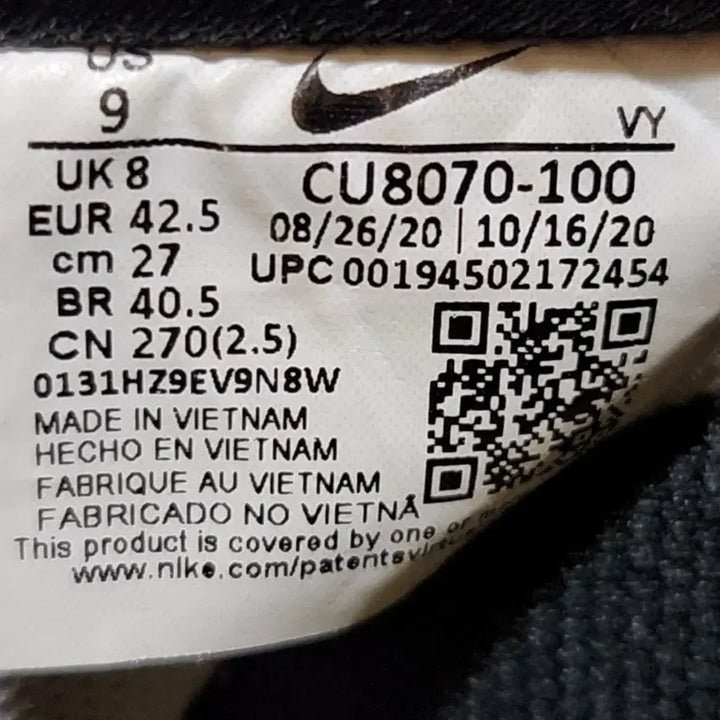 US
9
VY
UK 8
CU8070-100
EUR 42.5
08/26/20 | 10/16/20
cm 27
UPC 00194502172454
BR 40.5
CN 270(2.5)
0131HZ9EV9N8W
MADE IN VIETNAM
HECHO EN VIETNAM
FABRIQUE AU VIETNAM
FABRICADO NO VIETNÃ
This product is covered by one or
www.nike.com/patents